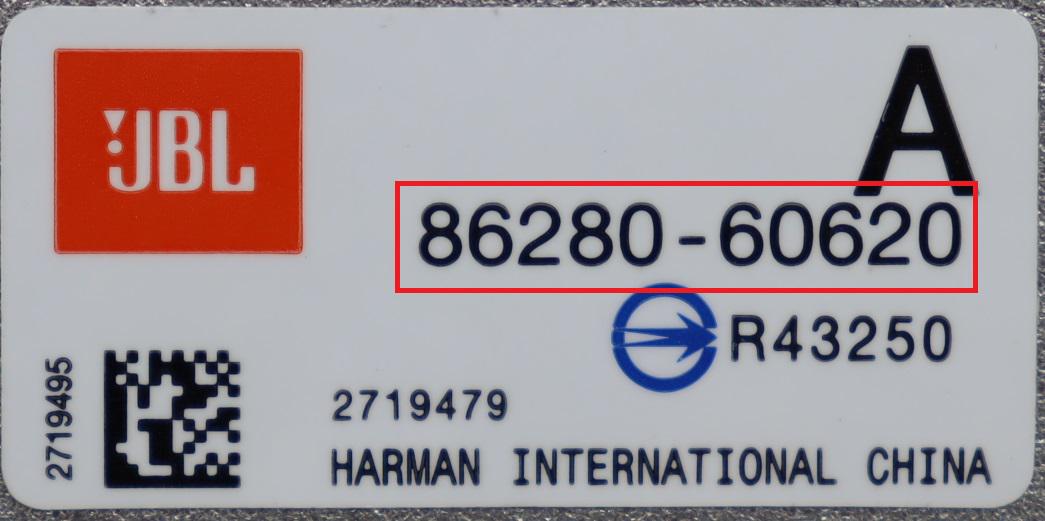 JBL
A
86280-60620
R43250
2719495
2719479
HARMAN INTERNATIONAL CHINA